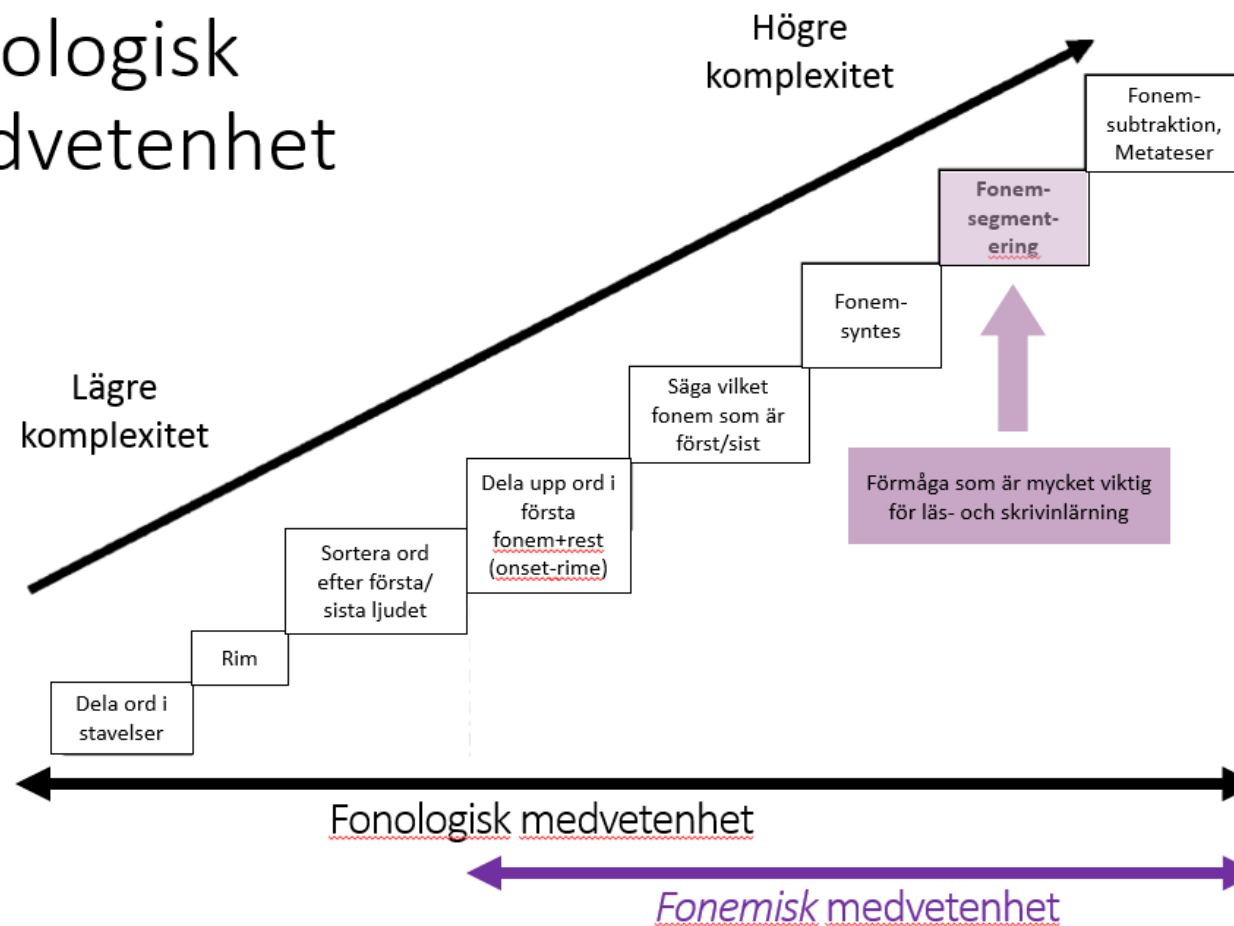 ologisk
dvetenhet
Högre
komplexitet
Fonem-
subtraktion,
Metateser
Fonem-
segment-
ering
Fonem-
syntes
Lägre
komplexitet
Säga vilket
fonem som är
först/sist
Förmåga som är mycket viktig
för läs- och skrivinlärning
Dela upp ord i
första
fonem+rest
(onset-rime)
Sortera ord
efter första/
sista ljudet
Rim
Dela ord i
stavelser
Fonologisk medvetenhet
Fonemisk medvetenhet